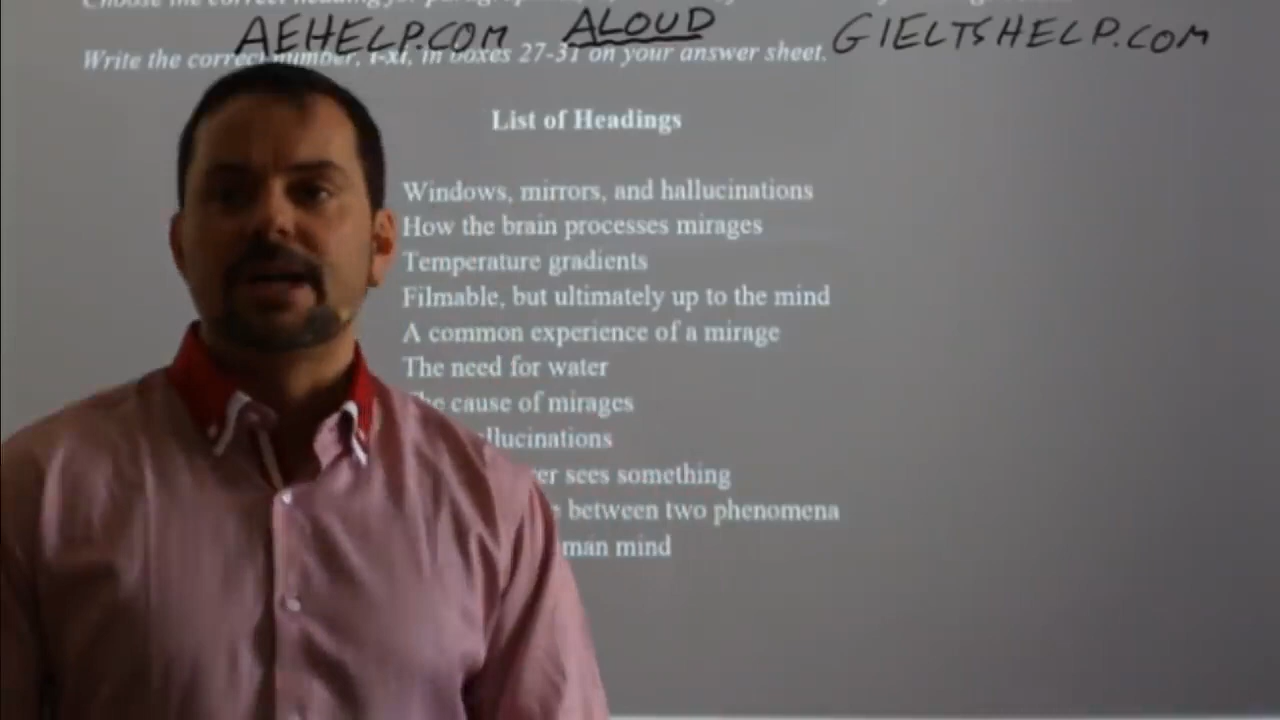 AEHELP.COM ALOUD GIELTSHELP.COM
Write the correct number, i-xi, in boxes 27-31 on your answer sheet.
List of Headings
Windows, mirrors, and hallucinations
How the brain processes mirages
Temperature gradients
Filmable, but ultimately up to the mind
A common experience of a mirage
The need for water
cause of mirages
sees something
between two phenomena
mind